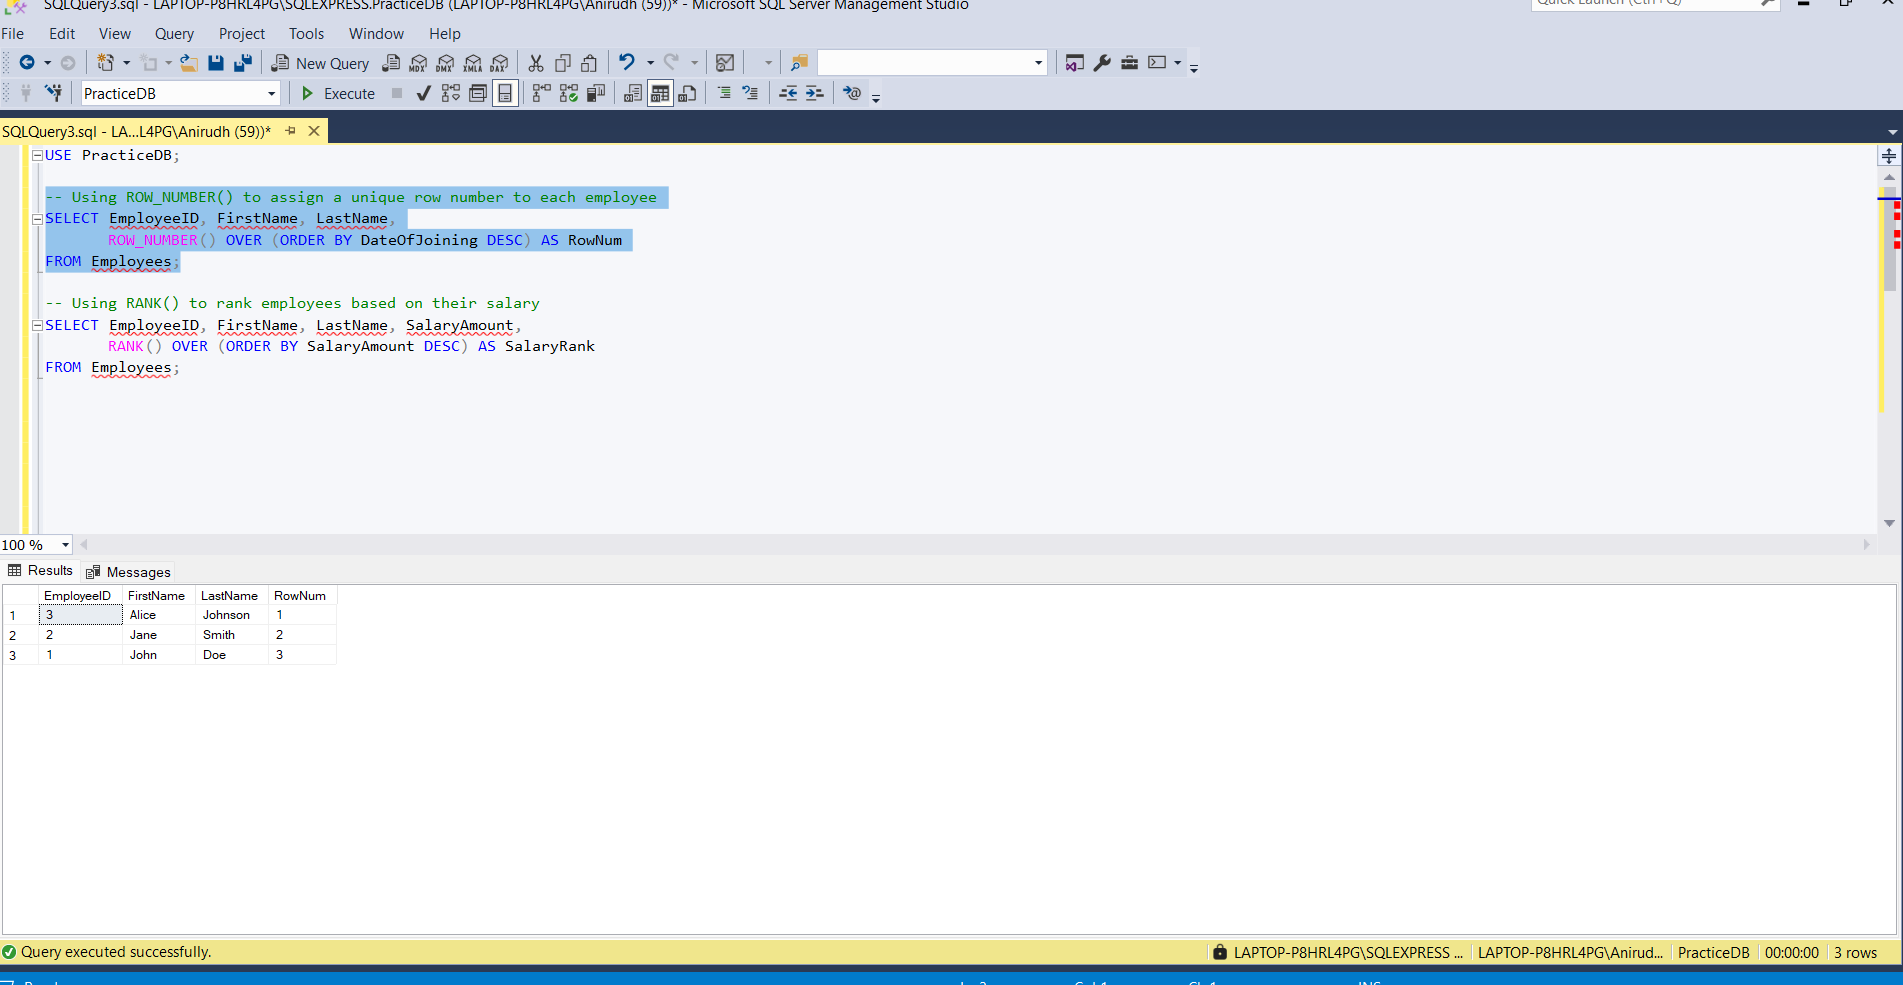 SQLQuery3.sql - LAPTOP-P8HRL4PG\SQLEXPRESS.PracticeDB (LAPTOP-P8HRL4PG\Anirudh (59))* - Microsoft SQL Server Management Studio
Quick Launch (Ctrl+Q)
File Edit View Query Project Tools Window Help
New Query MDX DMX XMLA DAX
PracticeDB Execute
SQLQuery3.sql - LA...L4PG\Anirudh (59))*
USE PracticeDB;
-- Using ROW_NUMBER() to assign a unique row number to each employee
SELECT EmployeeID, FirstName, LastName,
ROW_NUMBER() OVER (ORDER BY DateOfJoining DESC) AS RowNum
FROM Employees;
-- Using RANK() to rank employees based on their salary
SELECT EmployeeID, FirstName, LastName, SalaryAmount,
RANK() OVER (ORDER BY SalaryAmount DESC) AS SalaryRank
FROM Employees;
100 %
Results Messages
EmployeeID FirstName LastName RowNum
1 3 Alice Johnson 1
2 2 Jane Smith 2
3 1 John Doe 3
Query executed successfully. LAPTOP-P8HRL4PG\SQLEXPRESS ... LAPTOP-P8HRL4PG\Anirud... PracticeDB 00:00:00 3 rows